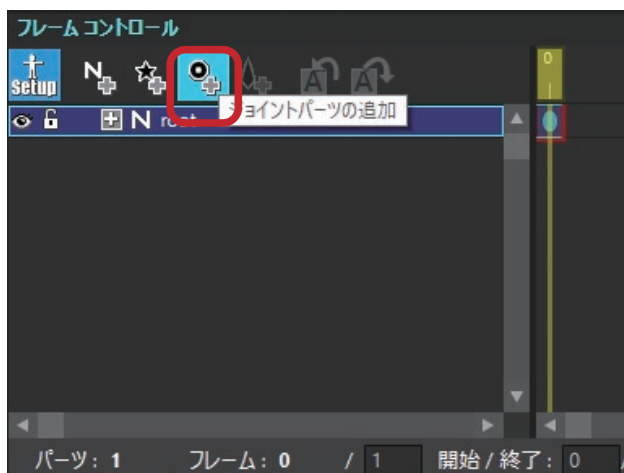 フレームコントロール
Setup N
0
ジョイントパーツの追加
N
パーツ: 1 フレーム: 0 / 1 開始/終了: 0 /